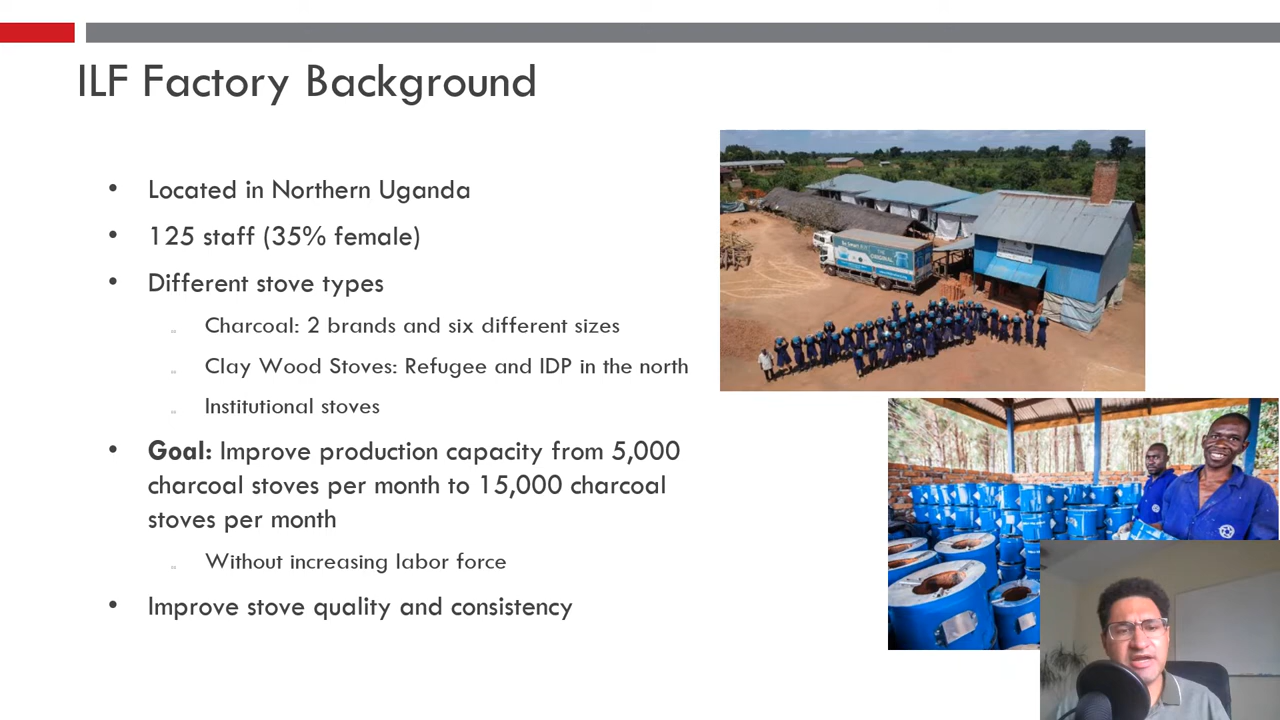 ILF Factory Background
• Located in Northern Uganda
• 125 staff (35% female)
• Different stove types
Charcoal: 2 brands and six different sizes
Clay Wood Stoves: Refugee and IDP in the north
Institutional stoves
• Goal: Improve production capacity from 5,000
charcoal stoves per month to 15,000 charcoal
stoves per month
Without increasing labor force
• Improve stove quality and consistency
ORIGINAL